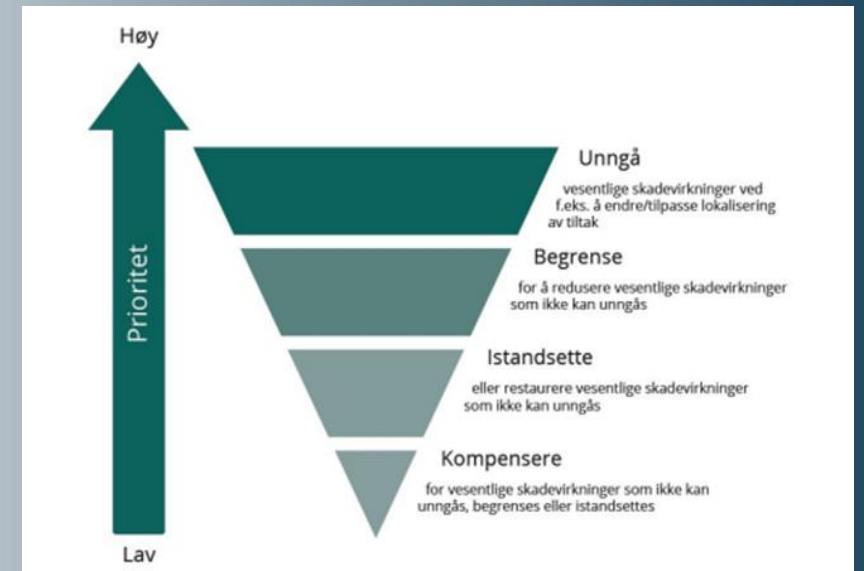 Høy
Prioritet
Lav
Unngå
vesentlige skadevirkninger ved
f.eks. å endre/tilpasse lokalisering
av tiltak
Begrense
for å redusere vesentlige skadevirkninger
som ikke kan unngås
Istandsette
eller restaurere vesentlige skadevirkninger
som ikke kan unngås
Kompensere
for vesentlige skadevirkninger som ikke kan
unngås, begrenses eller istandsettes